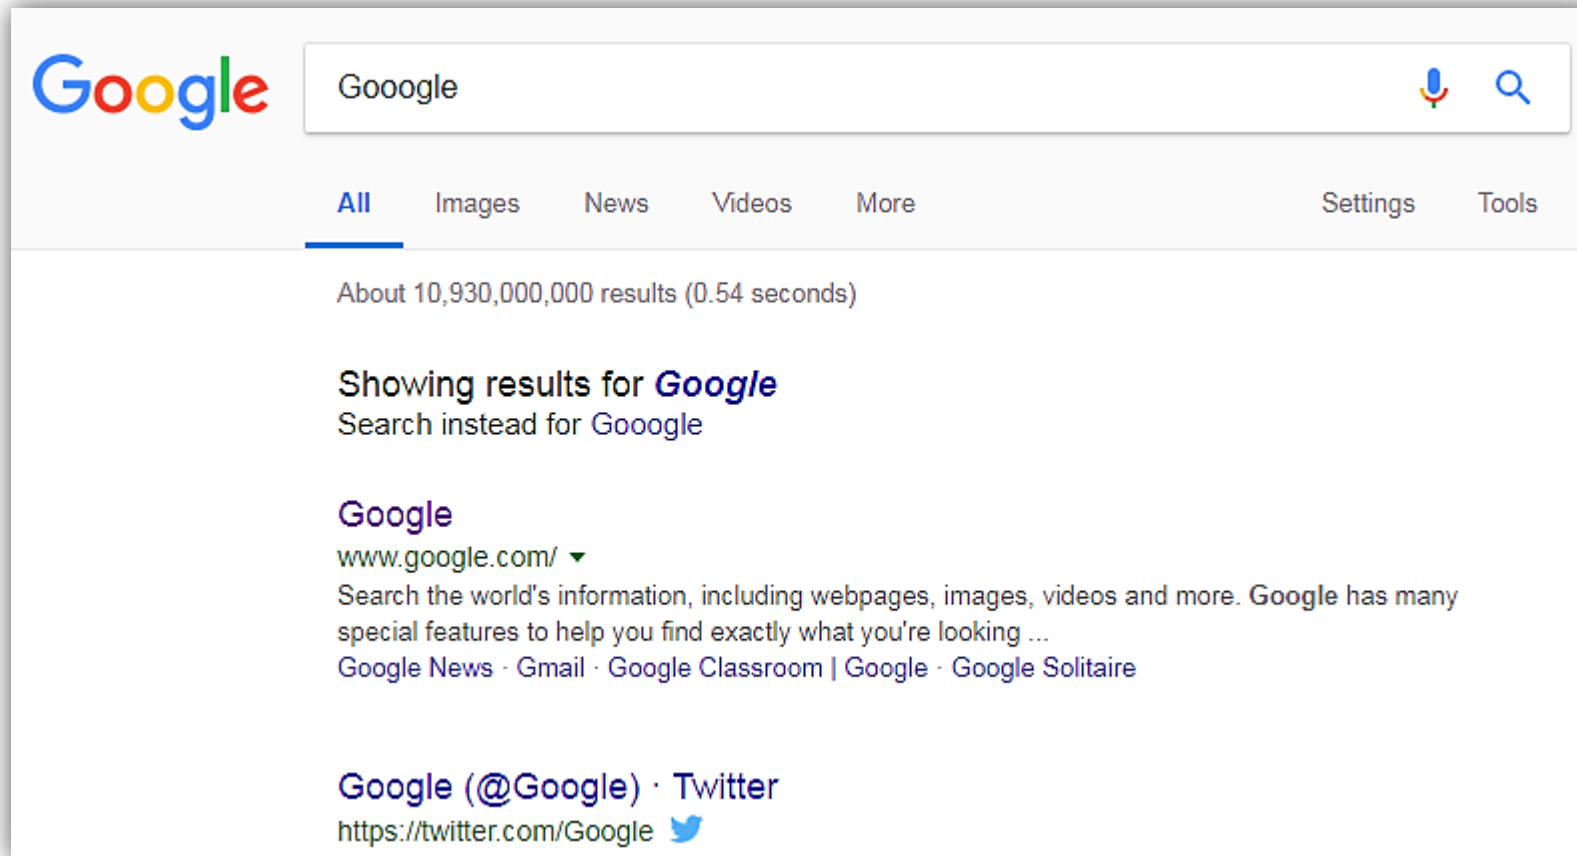 Google
Gooogle
All Images News Videos More Settings Tools
About 10,930,000,000 results (0.54 seconds)
Showing results for Google
Search instead for Gooogle
Google
www.google.com/
Search the world's information, including webpages, images, videos and more. Google has many
special features to help you find exactly what you're looking ...
Google News · Gmail · Google Classroom | Google · Google Solitaire
Google (@Google) · Twitter
https://twitter.com/Google